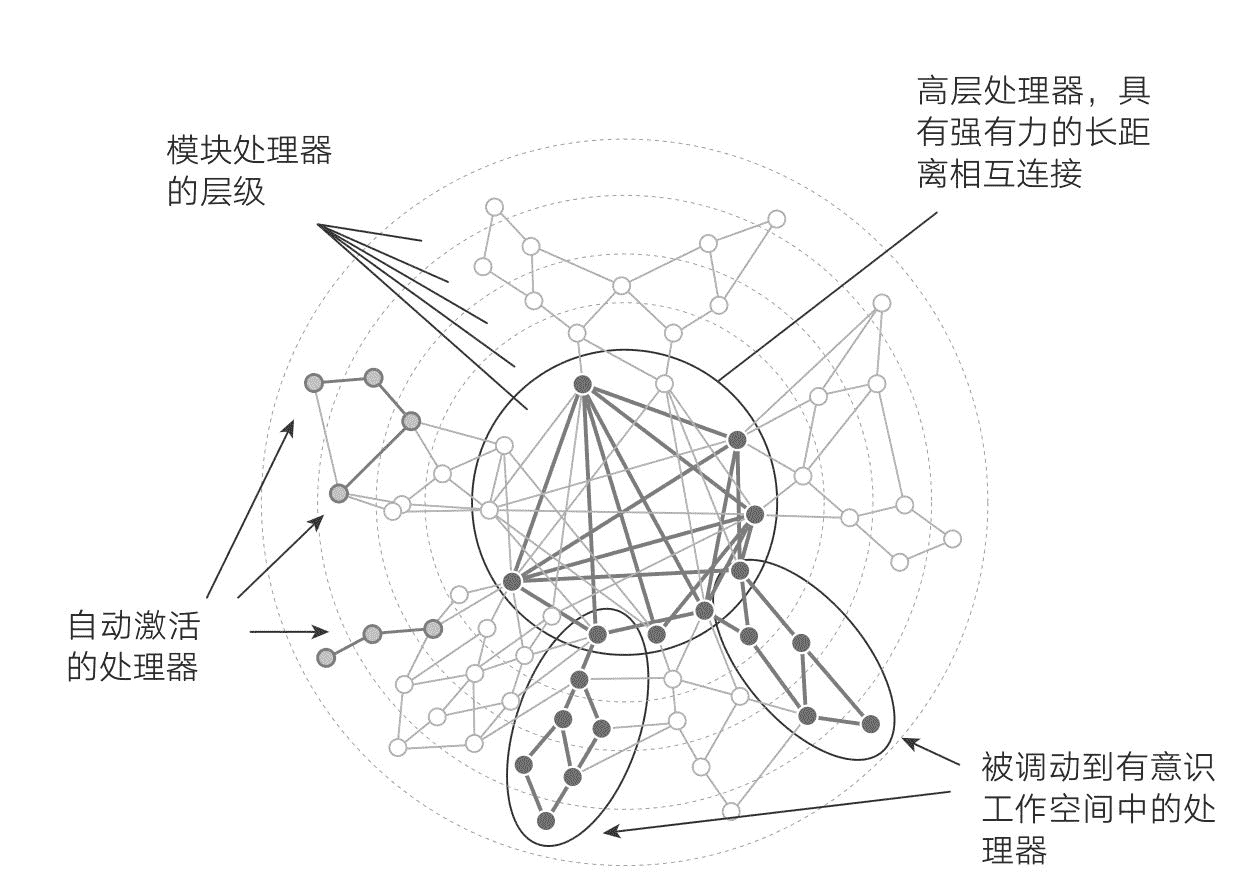 模块处理器
的层级
高层处理器，具
有强有力的长距
离相互连接
自动激活
的处理器
被调动到有意识
工作空间中的处
理器